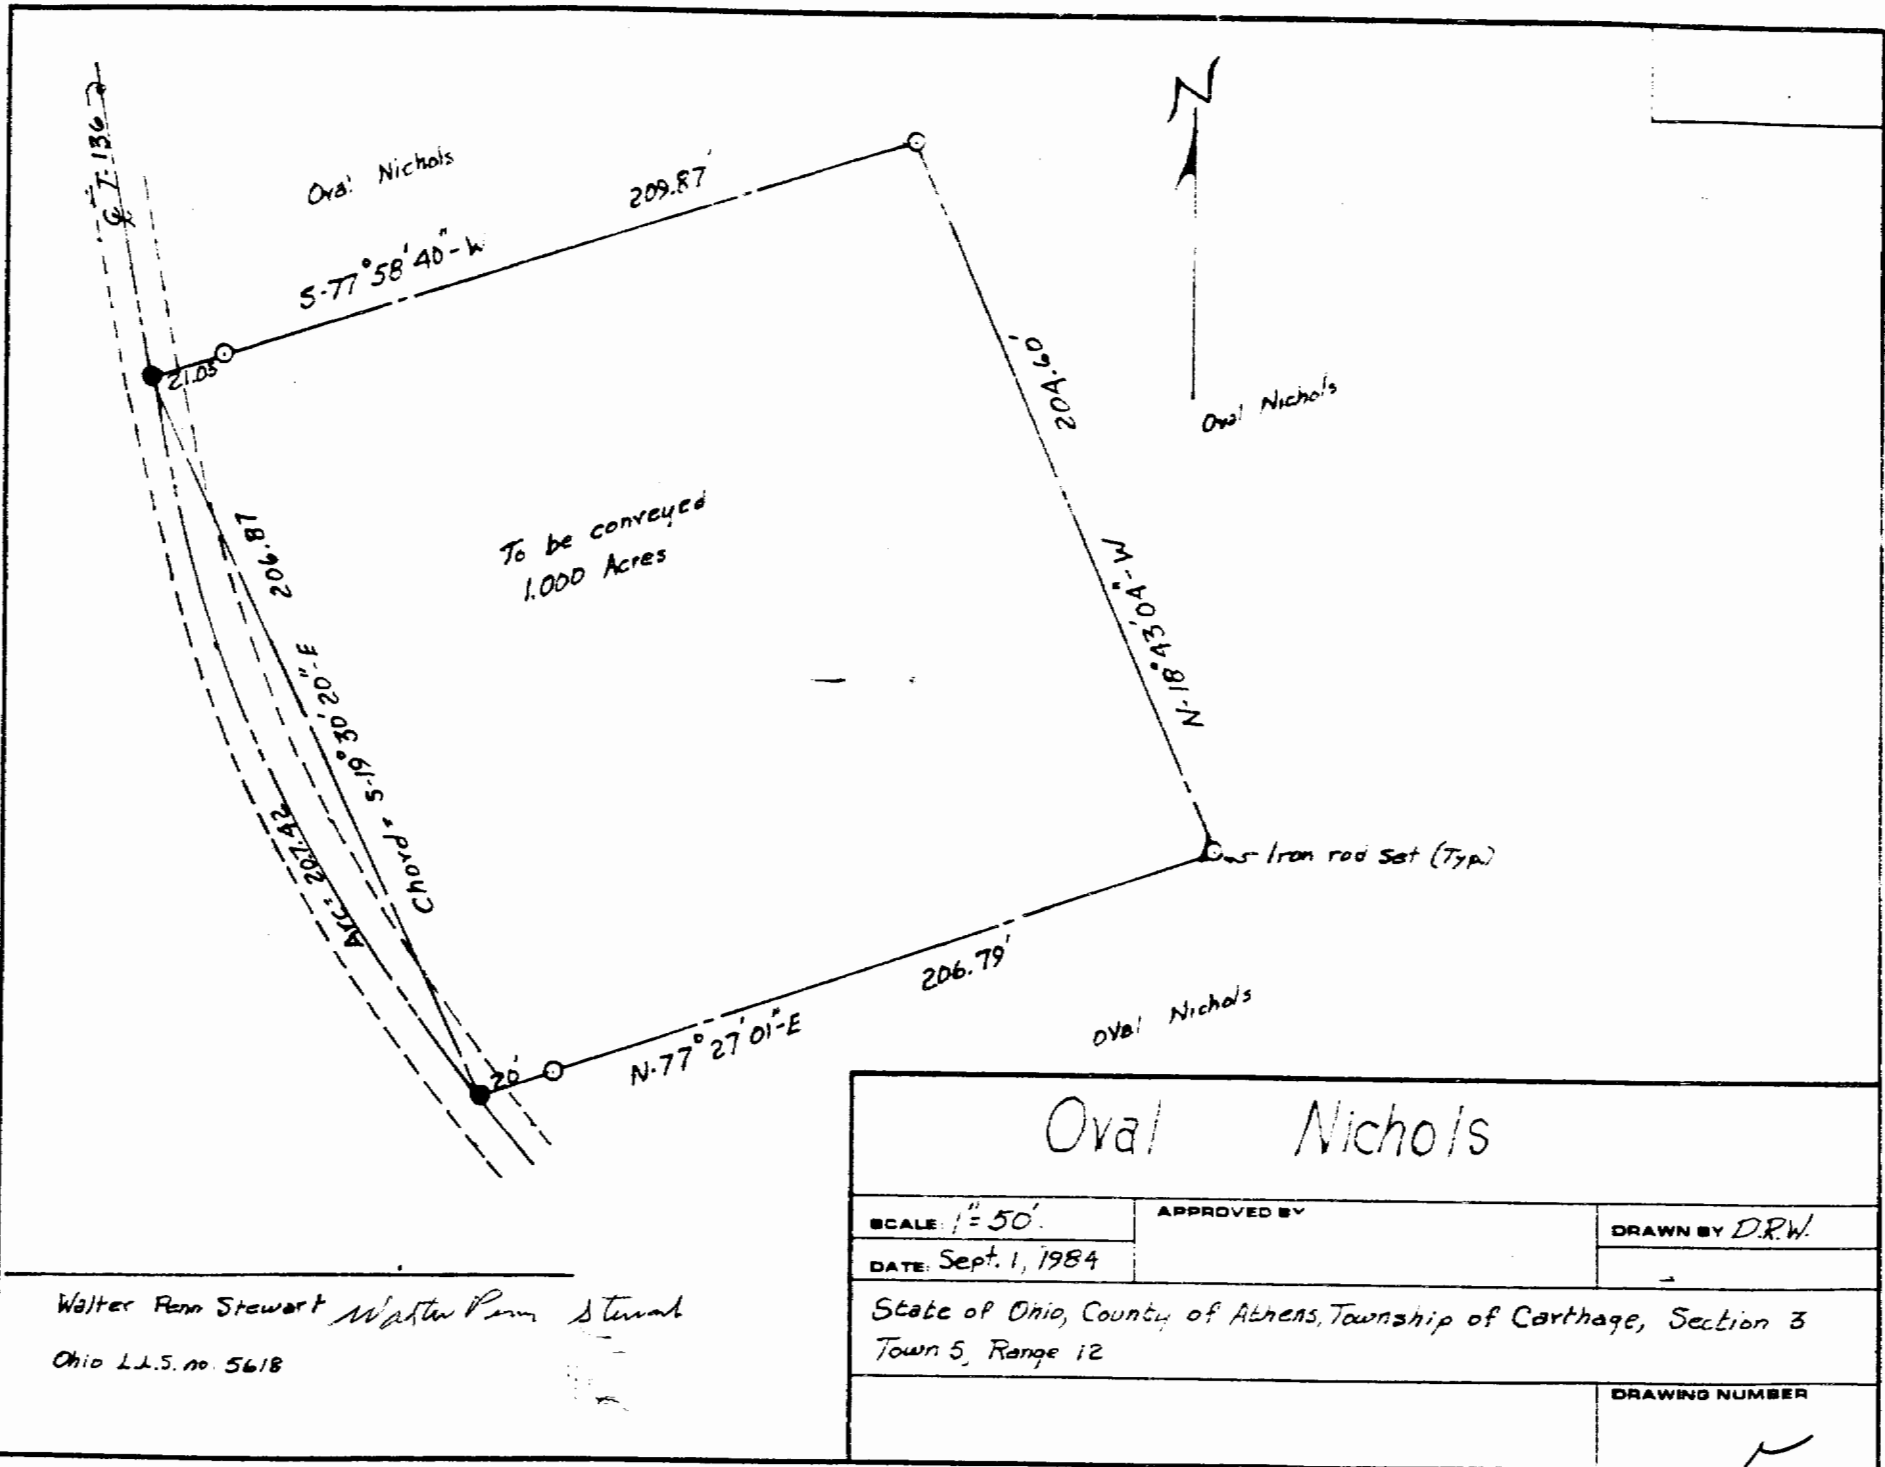 N
℄ T-136
Oval Nichols
209.87'
S-77°58'40"-W
21.05'
204.60'
Oval Nichols
206.87
To be conveyed
1.000 Acres
N-18°43'04"-W
Chord = S-19°30'20"-E
Arc = 207.42
Iron rod set (Typ.)
206.79'
20'
N-77°27'01"-E
Oval Nichols
Oval Nichols
SCALE: 1"=50'.
APPROVED BY
DRAWN BY D.R.W.
DATE: Sept. 1, 1984
State of Ohio, County of Athens, Township of Carthage, Section 3
Town 5, Range 12
DRAWING NUMBER
Walter Penn Stewart Walter Penn Stewart
Ohio L.L.S. no. 5618